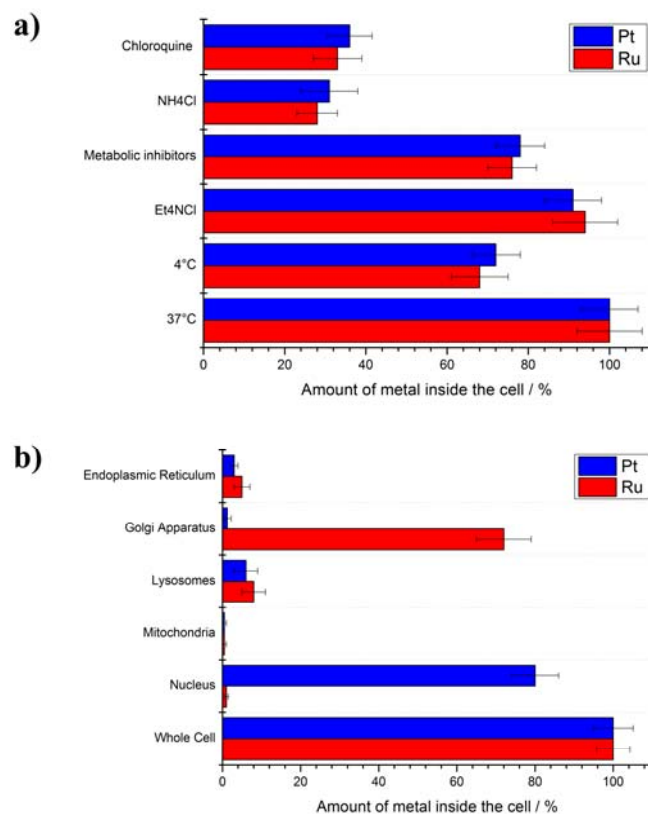 a)
Pt
Ru
Chloroquine
NH4Cl
Metabolic inhibitors
Et4NCl
4°C
37°C
0 20 40 60 80 100
Amount of metal inside the cell / %
b)
Pt
Ru
Endoplasmic Reticulum
Golgi Apparatus
Lysosomes
Mitochondria
Nucleus
Whole Cell
0 20 40 60 80 100
Amount of metal inside the cell / %